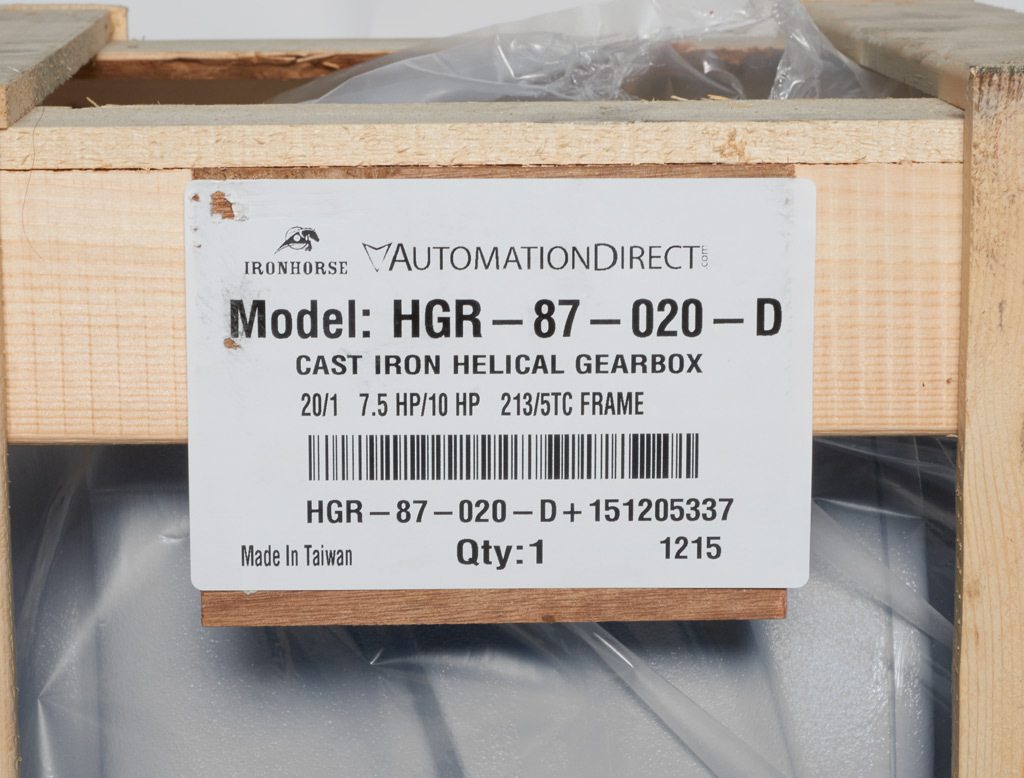 IRONHORSE
AUTOMATIONDIRECT.com
Model: HGR-87-020-D
CAST IRON HELICAL GEARBOX
20/1 7.5 HP/10 HP 213/5TC FRAME
HGR-87-020-D+151205337
Made In Taiwan Qty:1 1215